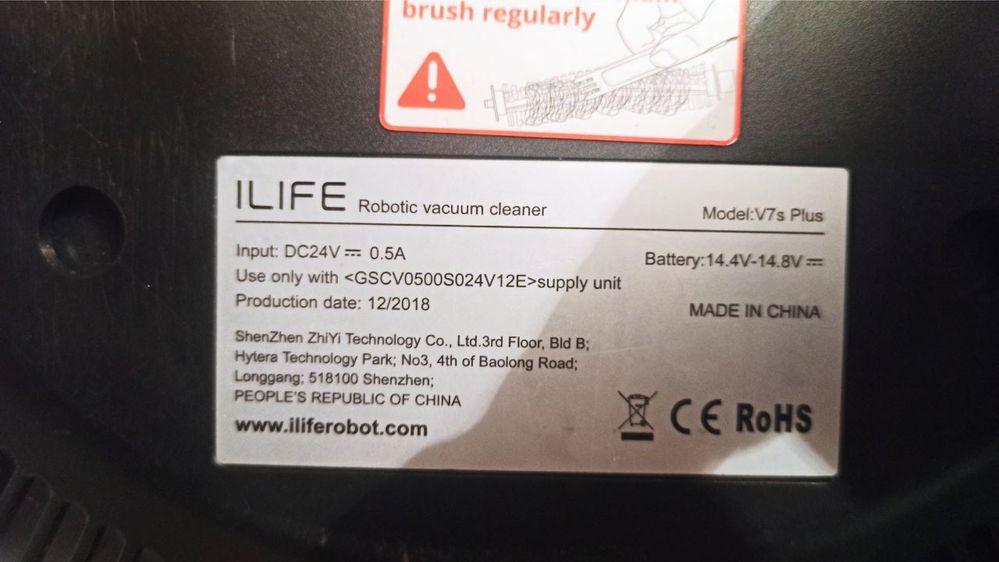 brush regularly
ILIFE Robotic vacuum cleaner
Model:V7s Plus
Input: DC24V⎓ 0.5A
Battery:14.4V-14.8V⎓
Use only with <GSCV0500S024V12E>supply unit
Production date: 12/2018
MADE IN CHINA
ShenZhen ZhiYi Technology Co., Ltd.3rd Floor, Bld B;
Hytera Technology Park; No3, 4th of Baolong Road;
Longgang; 518100 Shenzhen;
PEOPLE'S REPUBLIC OF CHINA
www.iliferobot.com
CE RoHS